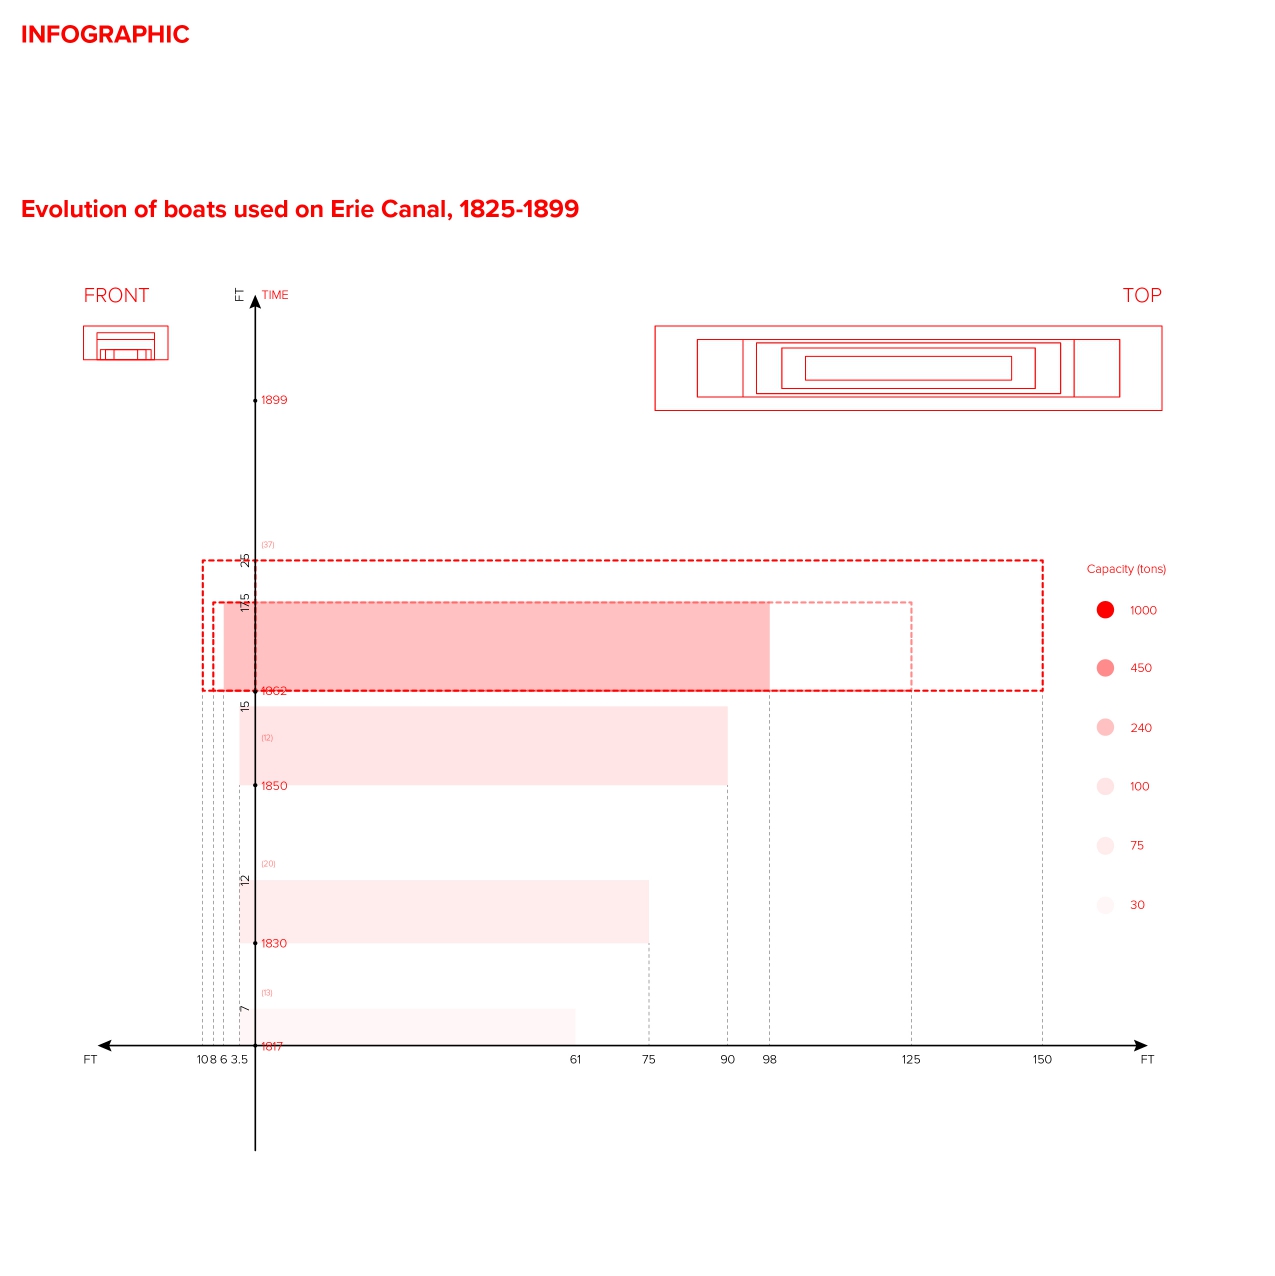 INFOGRAPHIC
Evolution of boats used on Erie Canal, 1825-1899
FRONT
FT
TIME
TOP
1899
(37)
25
Capacity (tons)
17.5
1000
1862
450
15
240
(12)
1850
100
(20)
75
12
30
1830
(13)
7
1817
FT 10 8 6 3.5 61 75 90 98 125 150 FT